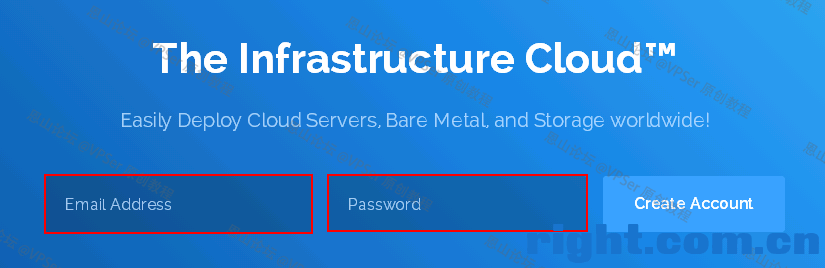 The Infrastructure Cloud™
Easily Deploy Cloud Servers, Bare Metal, and Storage worldwide!
Email Address
Password
Create Account
right.com.cn